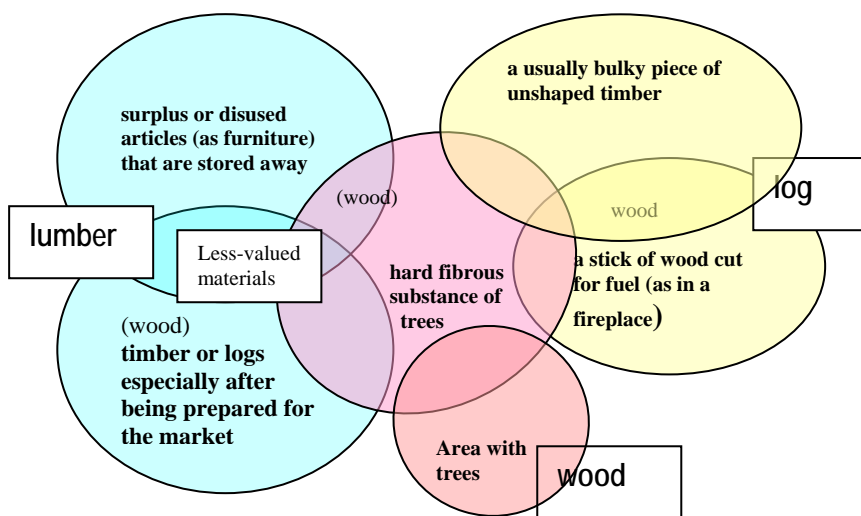 a usually bulky piece of
unshaped timber
surplus or disused
articles (as furniture)
that are stored away
(wood)
log
wood
lumber
Less-valued
materials
hard fibrous
substance of
trees
a stick of wood cut
for fuel (as in a
fireplace)
(wood)
timber or logs
especially after
being prepared for
the market
Area with
trees
wood